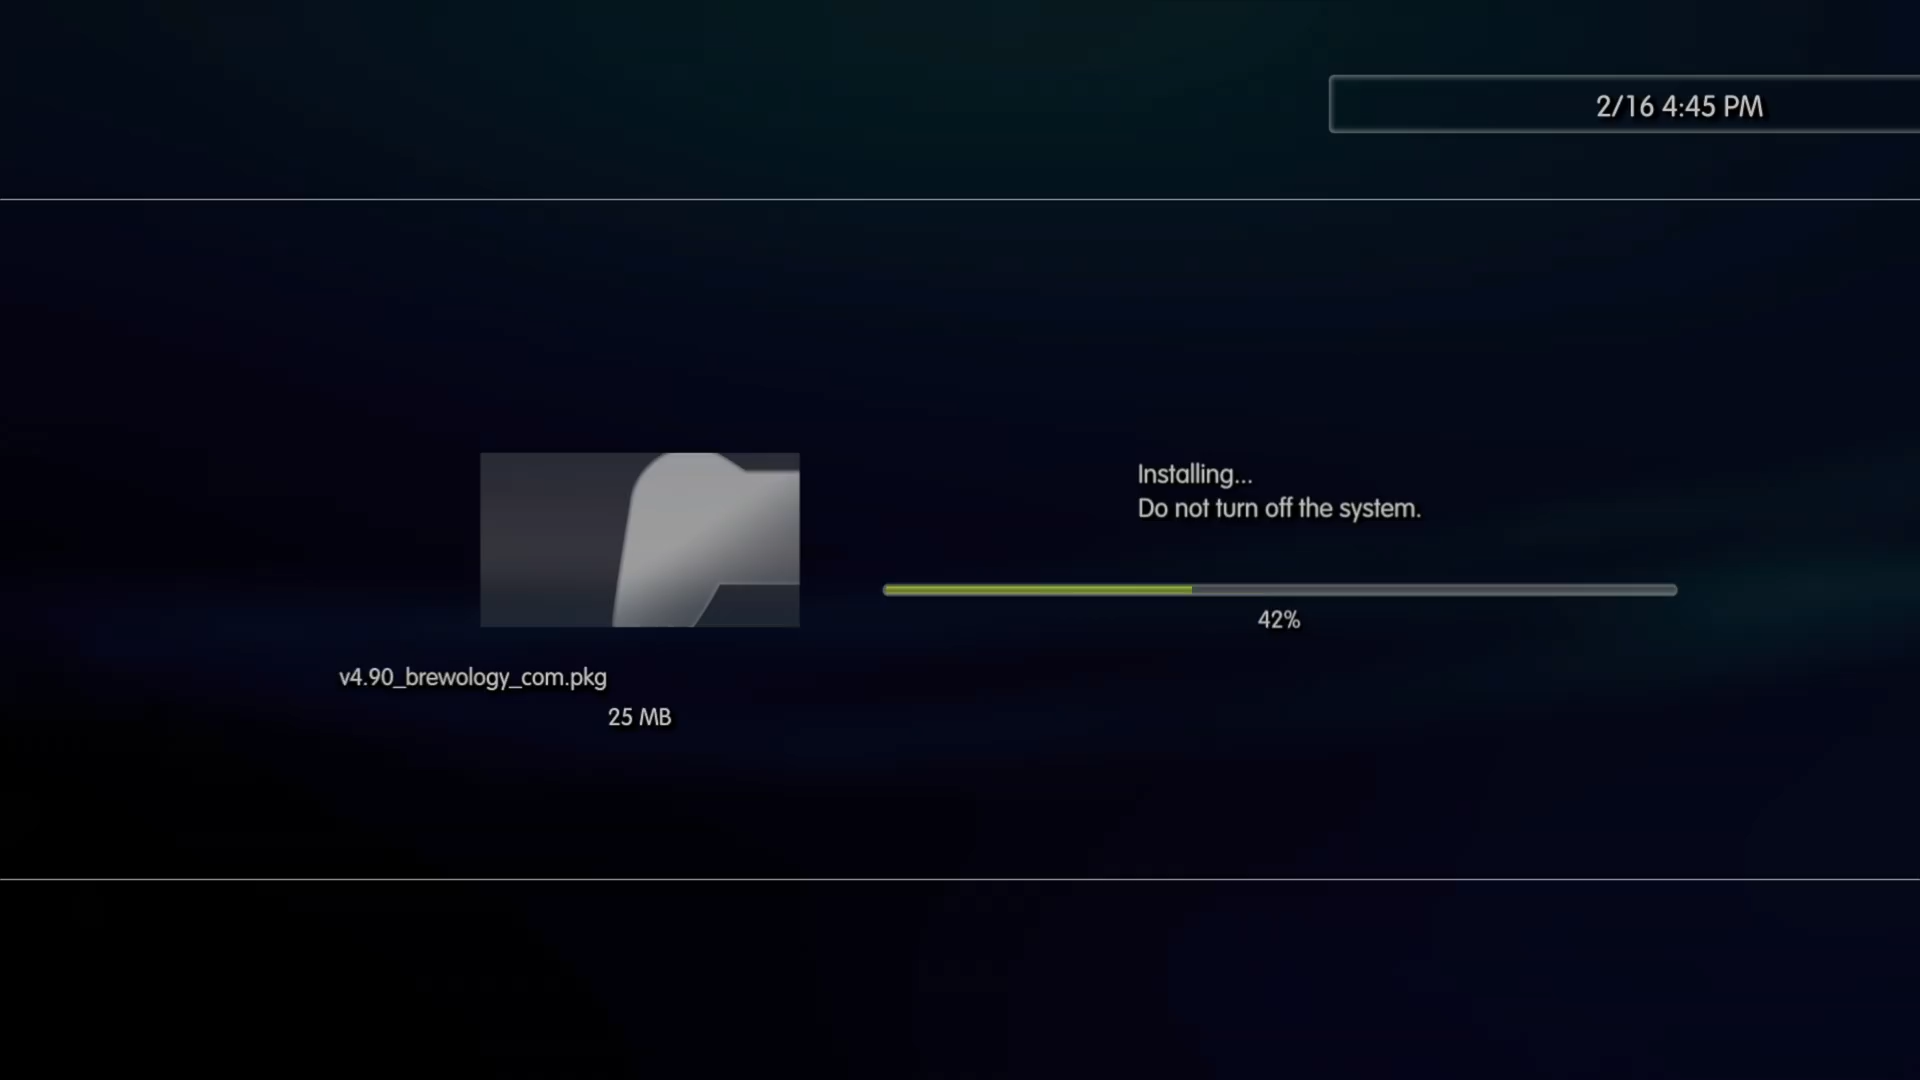 2/16 4:45 PM
Installing...
Do not turn off the system.
42%
v4.90_brewology_com.pkg
25 MB